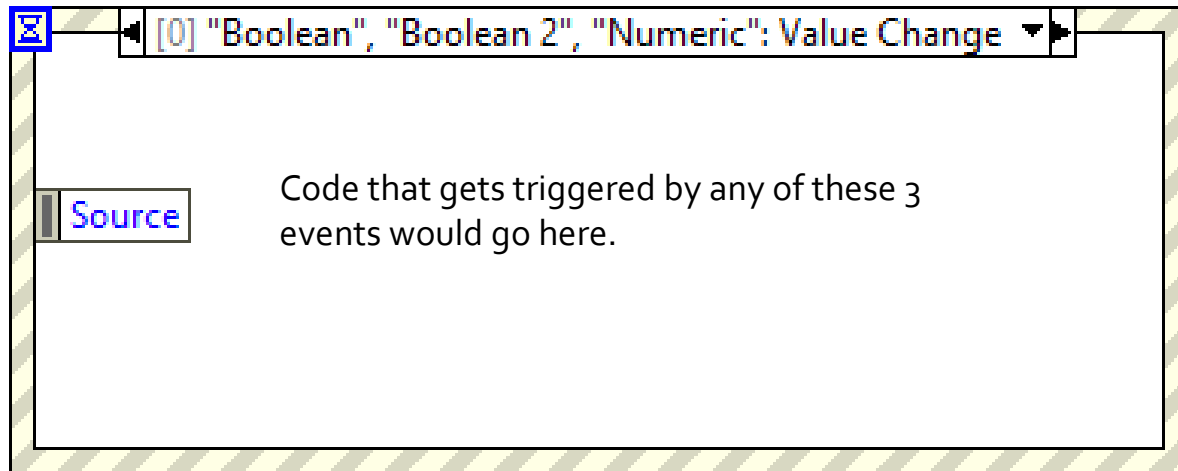 [0] "Boolean", "Boolean 2", "Numeric": Value Change
Source
Code that gets triggered by any of these 3
events would go here.